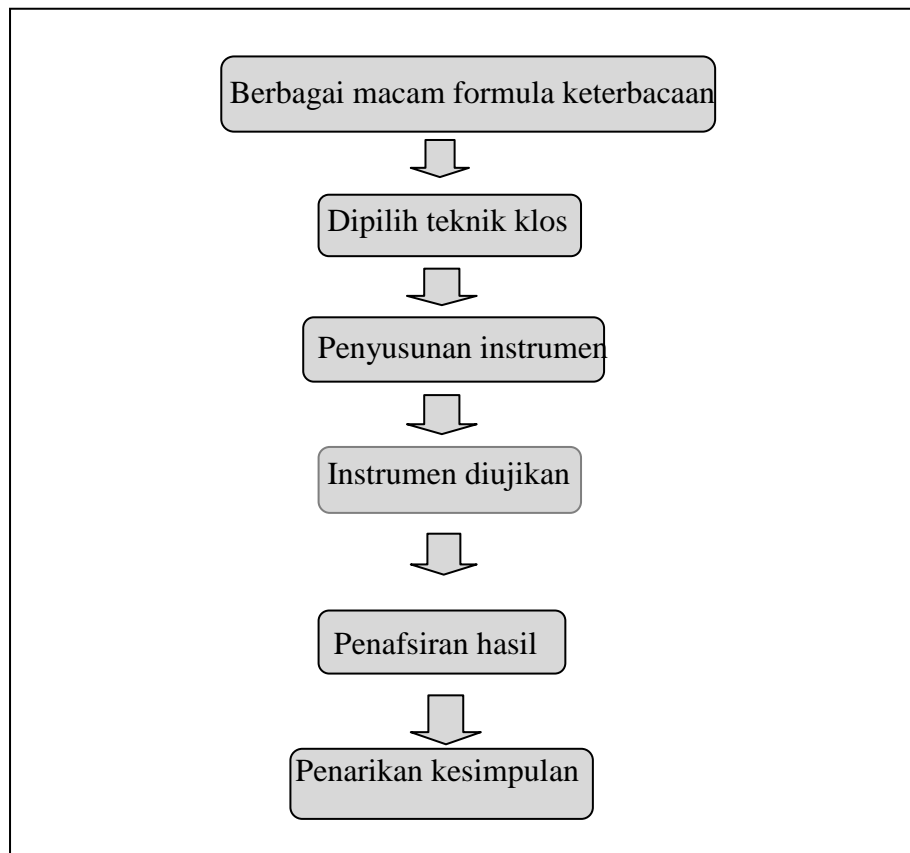 Berbagai macam formula keterbacaan
Dipilih teknik klos
Penyusunan instrumen
Instrumen diujikan
Penafsiran hasil
Penarikan kesimpulan